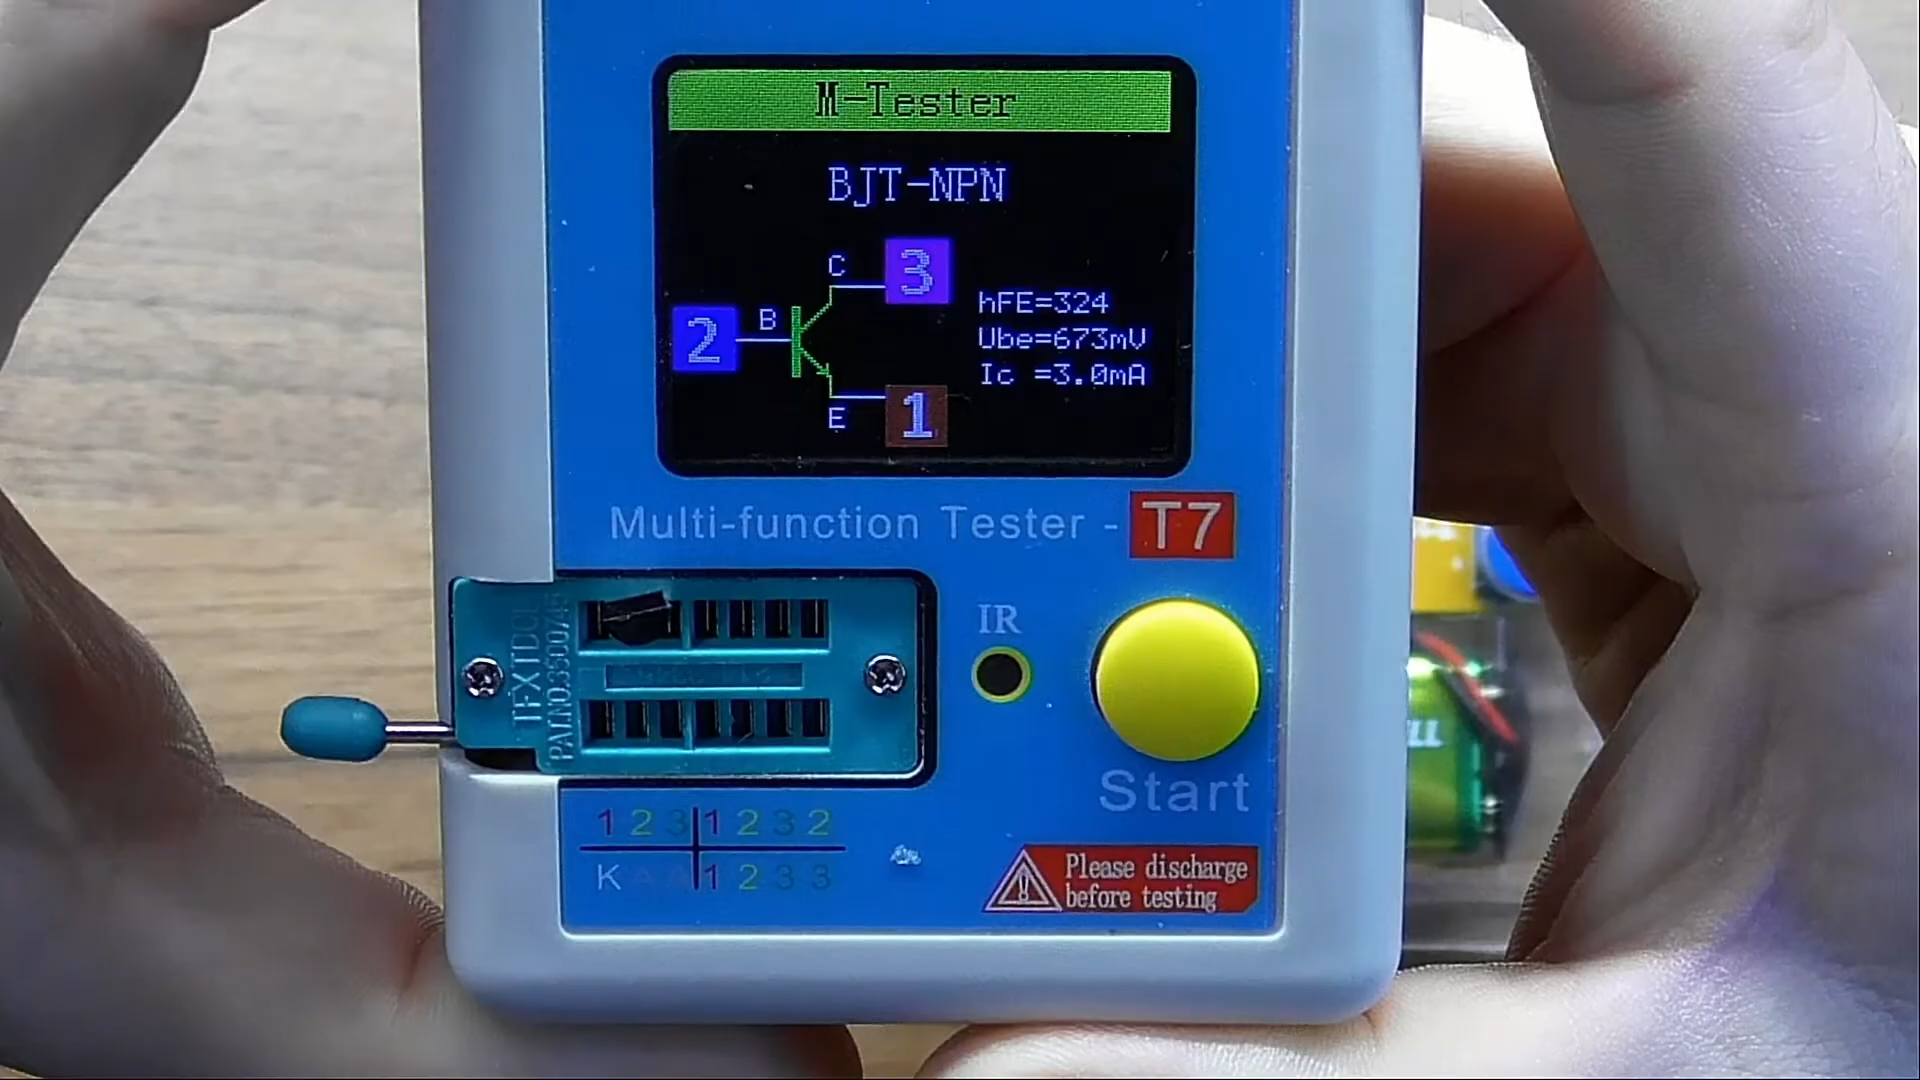 M-Tester
BJT-NPN
C 3
2 B
E 1
hFE=324
Ube=673mV
Ic =3.0mA
Multi-function Tester - T7
IR
Start
1 2 3 1 2 3 2
K A A 1 2 3 3
Please discharge
before testing